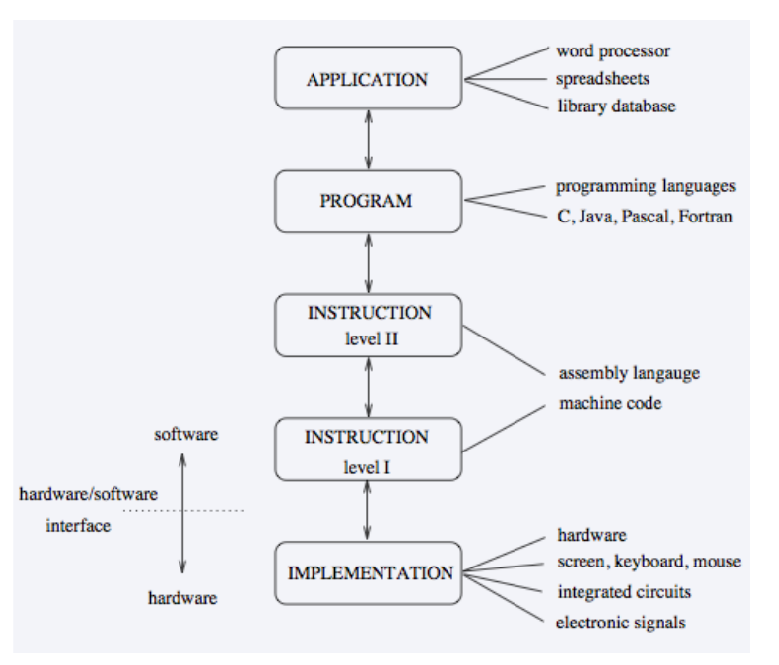 APPLICATION
word processor
spreadsheets
library database
PROGRAM
programming languages
C, Java, Pascal, Fortran
INSTRUCTION
level II
assembly langauge
machine code
INSTRUCTION
level I
software
hardware/software
interface
hardware
IMPLEMENTATION
hardware
screen, keyboard, mouse
integrated circuits
electronic signals